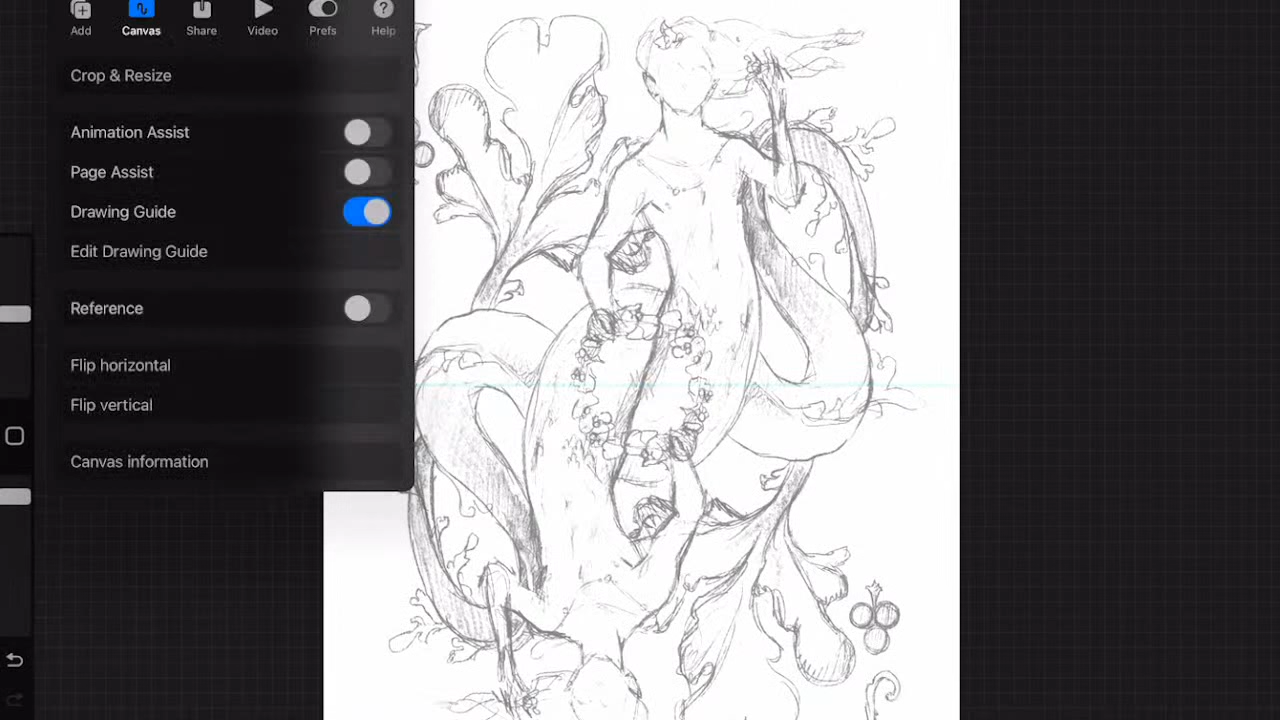 Add Canvas Share Video Prefs Help
Crop & Resize
Animation Assist
Page Assist
Drawing Guide
Edit Drawing Guide
Reference
Flip horizontal
Flip vertical
Canvas information